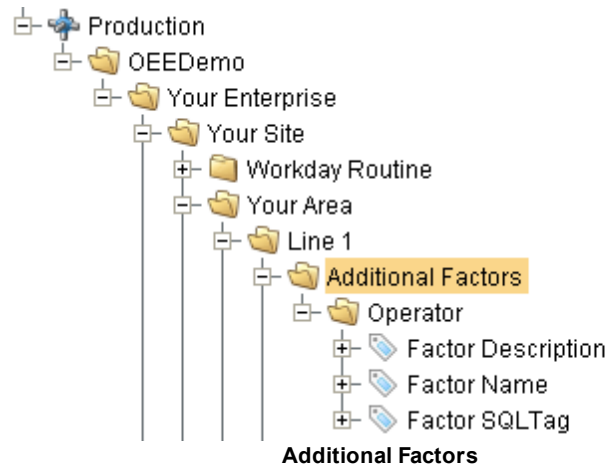 Production
OEEDemo
Your Enterprise
Your Site
Workday Routine
Your Area
Line 1
Additional Factors
Operator
Factor Description
Factor Name
Factor SQLTag
Additional Factors